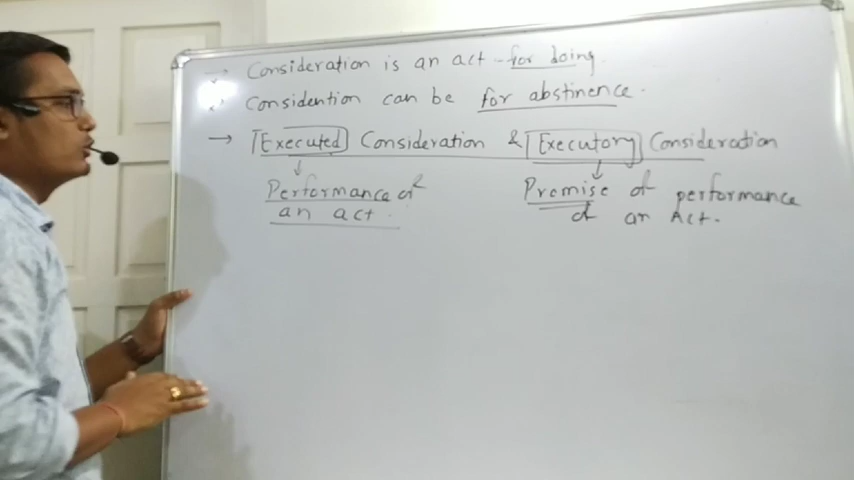 → Consideration is an act - for doing.
Considention can be for abstinence.
→ Executed Consideration & Executory Consideration
Performance of Promise of performance
an act. of an Act.